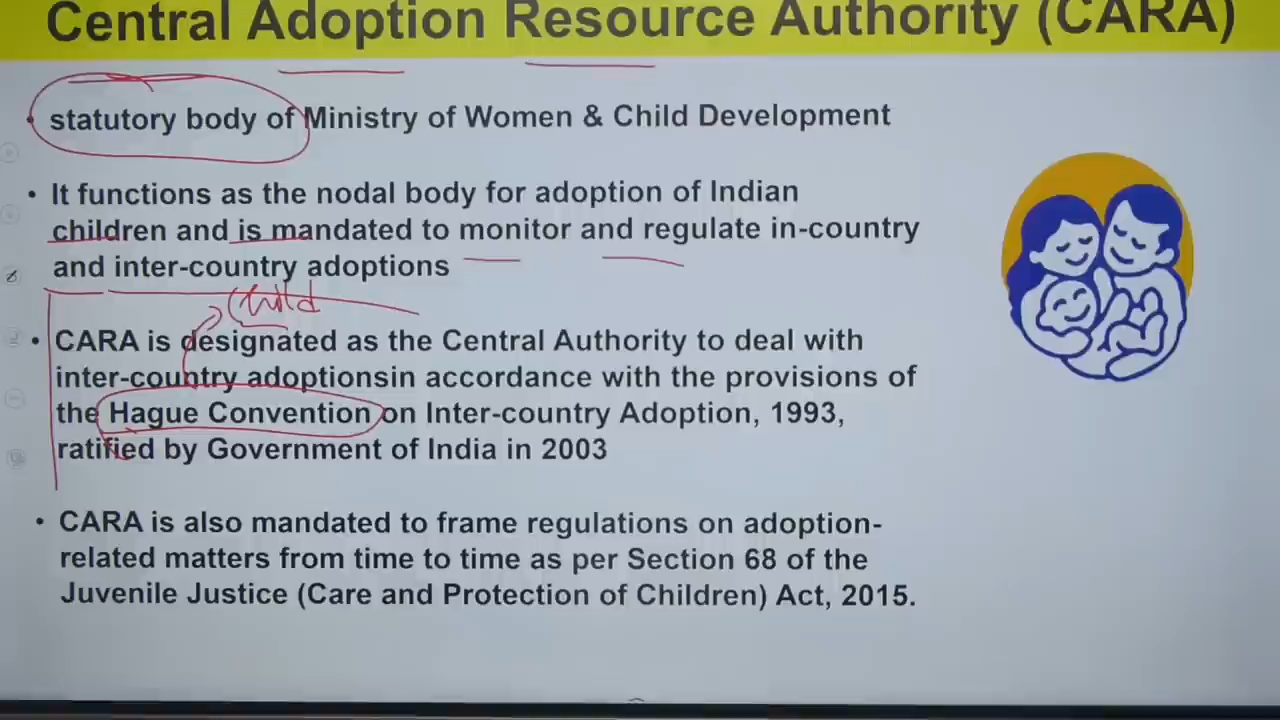 Central Adoption Resource Authority (CARA)
• statutory body of Ministry of Women & Child Development
• It functions as the nodal body for adoption of Indian
children and is mandated to monitor and regulate in-country
and inter-country adoptions
Child
• CARA is designated as the Central Authority to deal with
inter-country adoptionsin accordance with the provisions of
the Hague Convention on Inter-country Adoption, 1993,
ratified by Government of India in 2003
• CARA is also mandated to frame regulations on adoption-
related matters from time to time as per Section 68 of the
Juvenile Justice (Care and Protection of Children) Act, 2015.